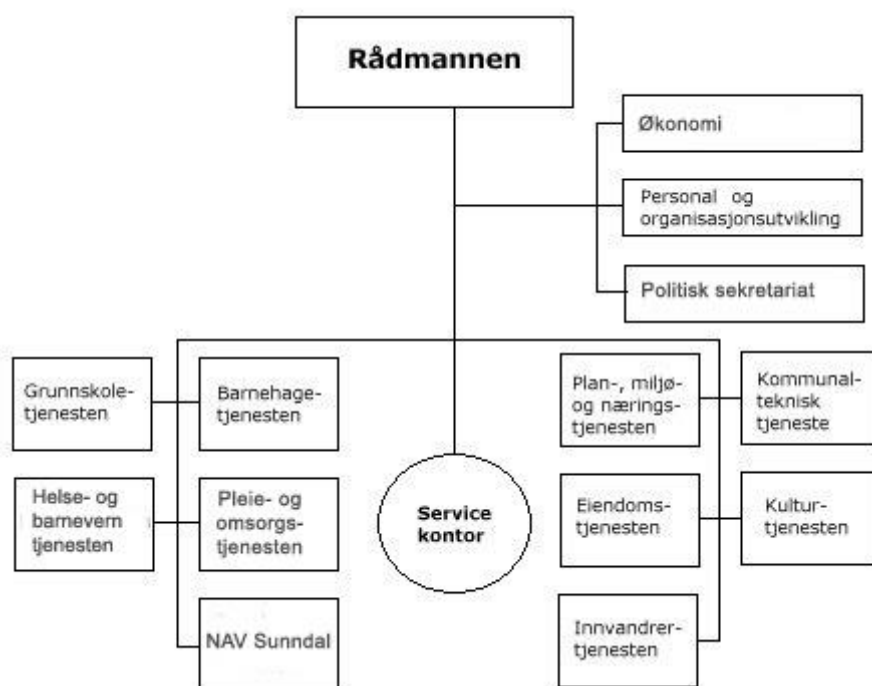 Rådmannen
Økonomi
Personal og
organisasjonsutvikling
Politisk sekretariat
Grunnskole-
tjenesten
Barnehage-
tjenesten
Plan-, miljø-
og nærings-
tjenesten
Kommunal-
teknisk
tjeneste
Helse- og
barnevern
tjenesten
Pleie- og
omsorgs-
tjenesten
Service
kontor
Eiendoms-
tjenesten
Kultur-
tjenesten
NAV Sunndal
Innvandrer-
tjenesten